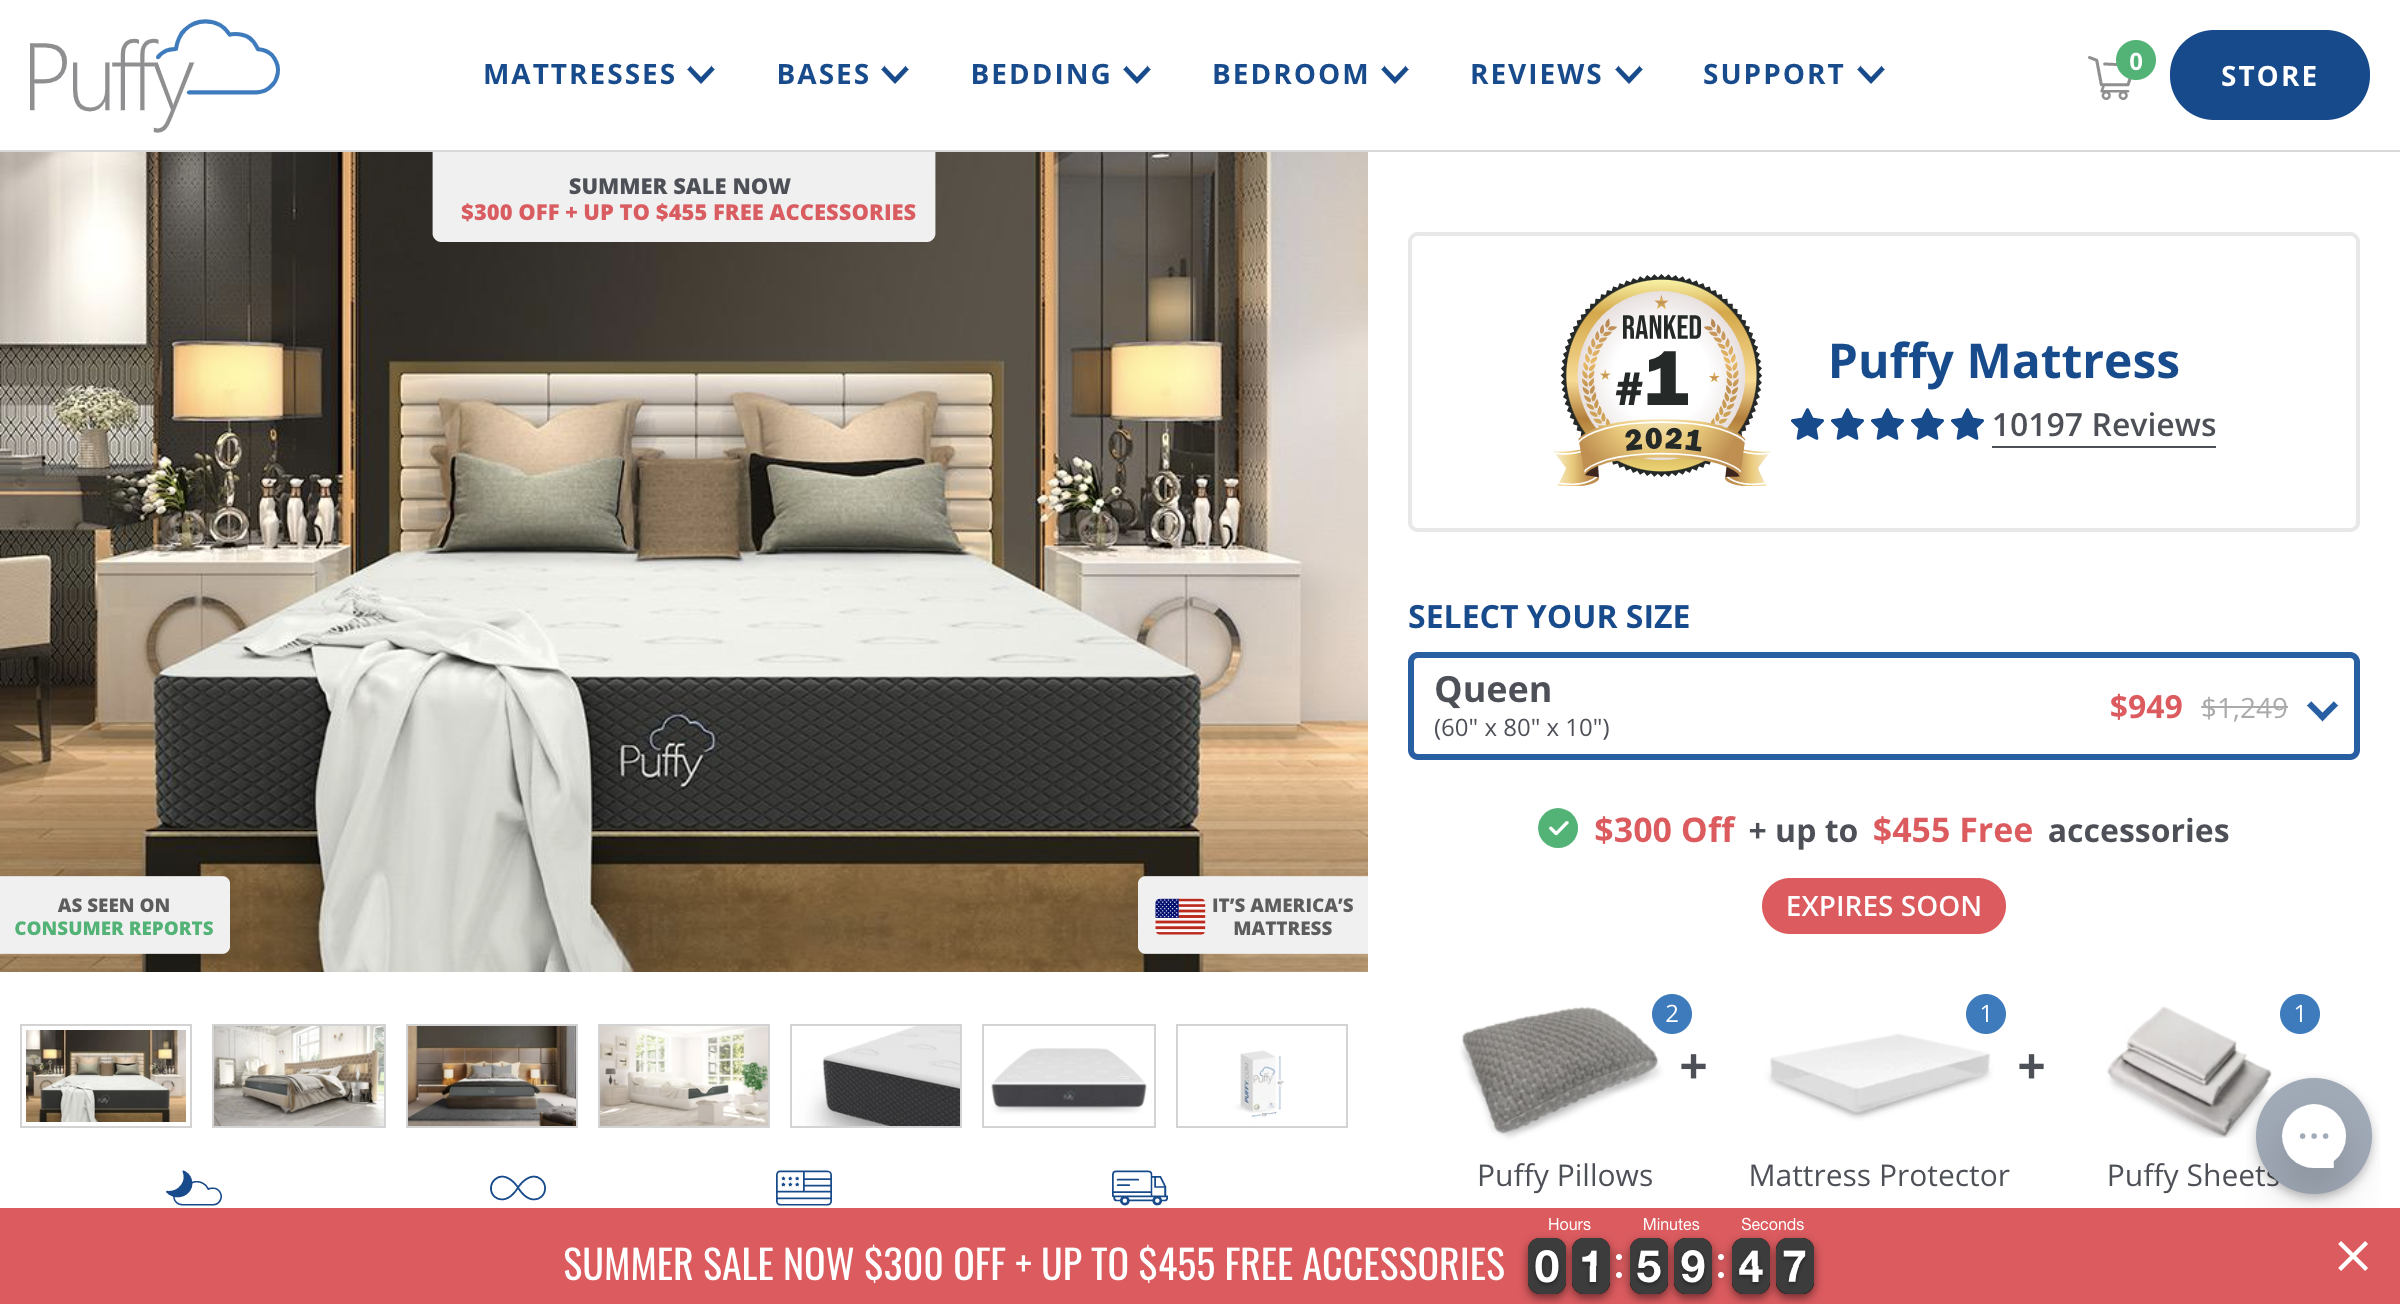 Puffy
MATTRESSES
BASES
BEDDING
BEDROOM
REVIEWS
SUPPORT
0
STORE
SUMMER SALE NOW
$300 OFF + UP TO $455 FREE ACCESSORIES
Puffy
AS SEEN ON
CONSUMER REPORTS
IT'S AMERICA'S
MATTRESS
RANKED
#1
2021
Puffy Mattress
10197 Reviews
SELECT YOUR SIZE
Queen
(60" x 80" x 10")
$949 $1,249
$300 Off + up to $455 Free accessories
EXPIRES SOON
2
+
1
+
1
Puffy Pillows
Mattress Protector
Puffy Sheets
SUMMER SALE NOW $300 OFF + UP TO $455 FREE ACCESSORIES
Hours Minutes Seconds
01:59:47